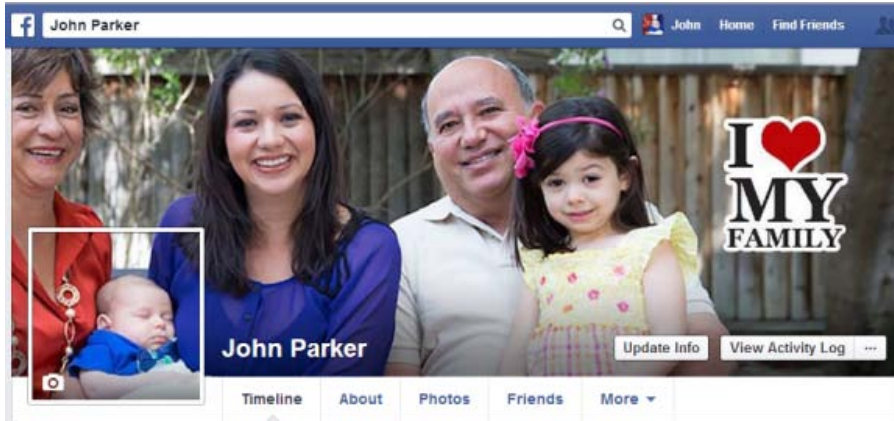 f
John Parker
John Home Find Friends
I
MY
FAMILY
John Parker
Update Info View Activity Log ...
Timeline About Photos Friends More